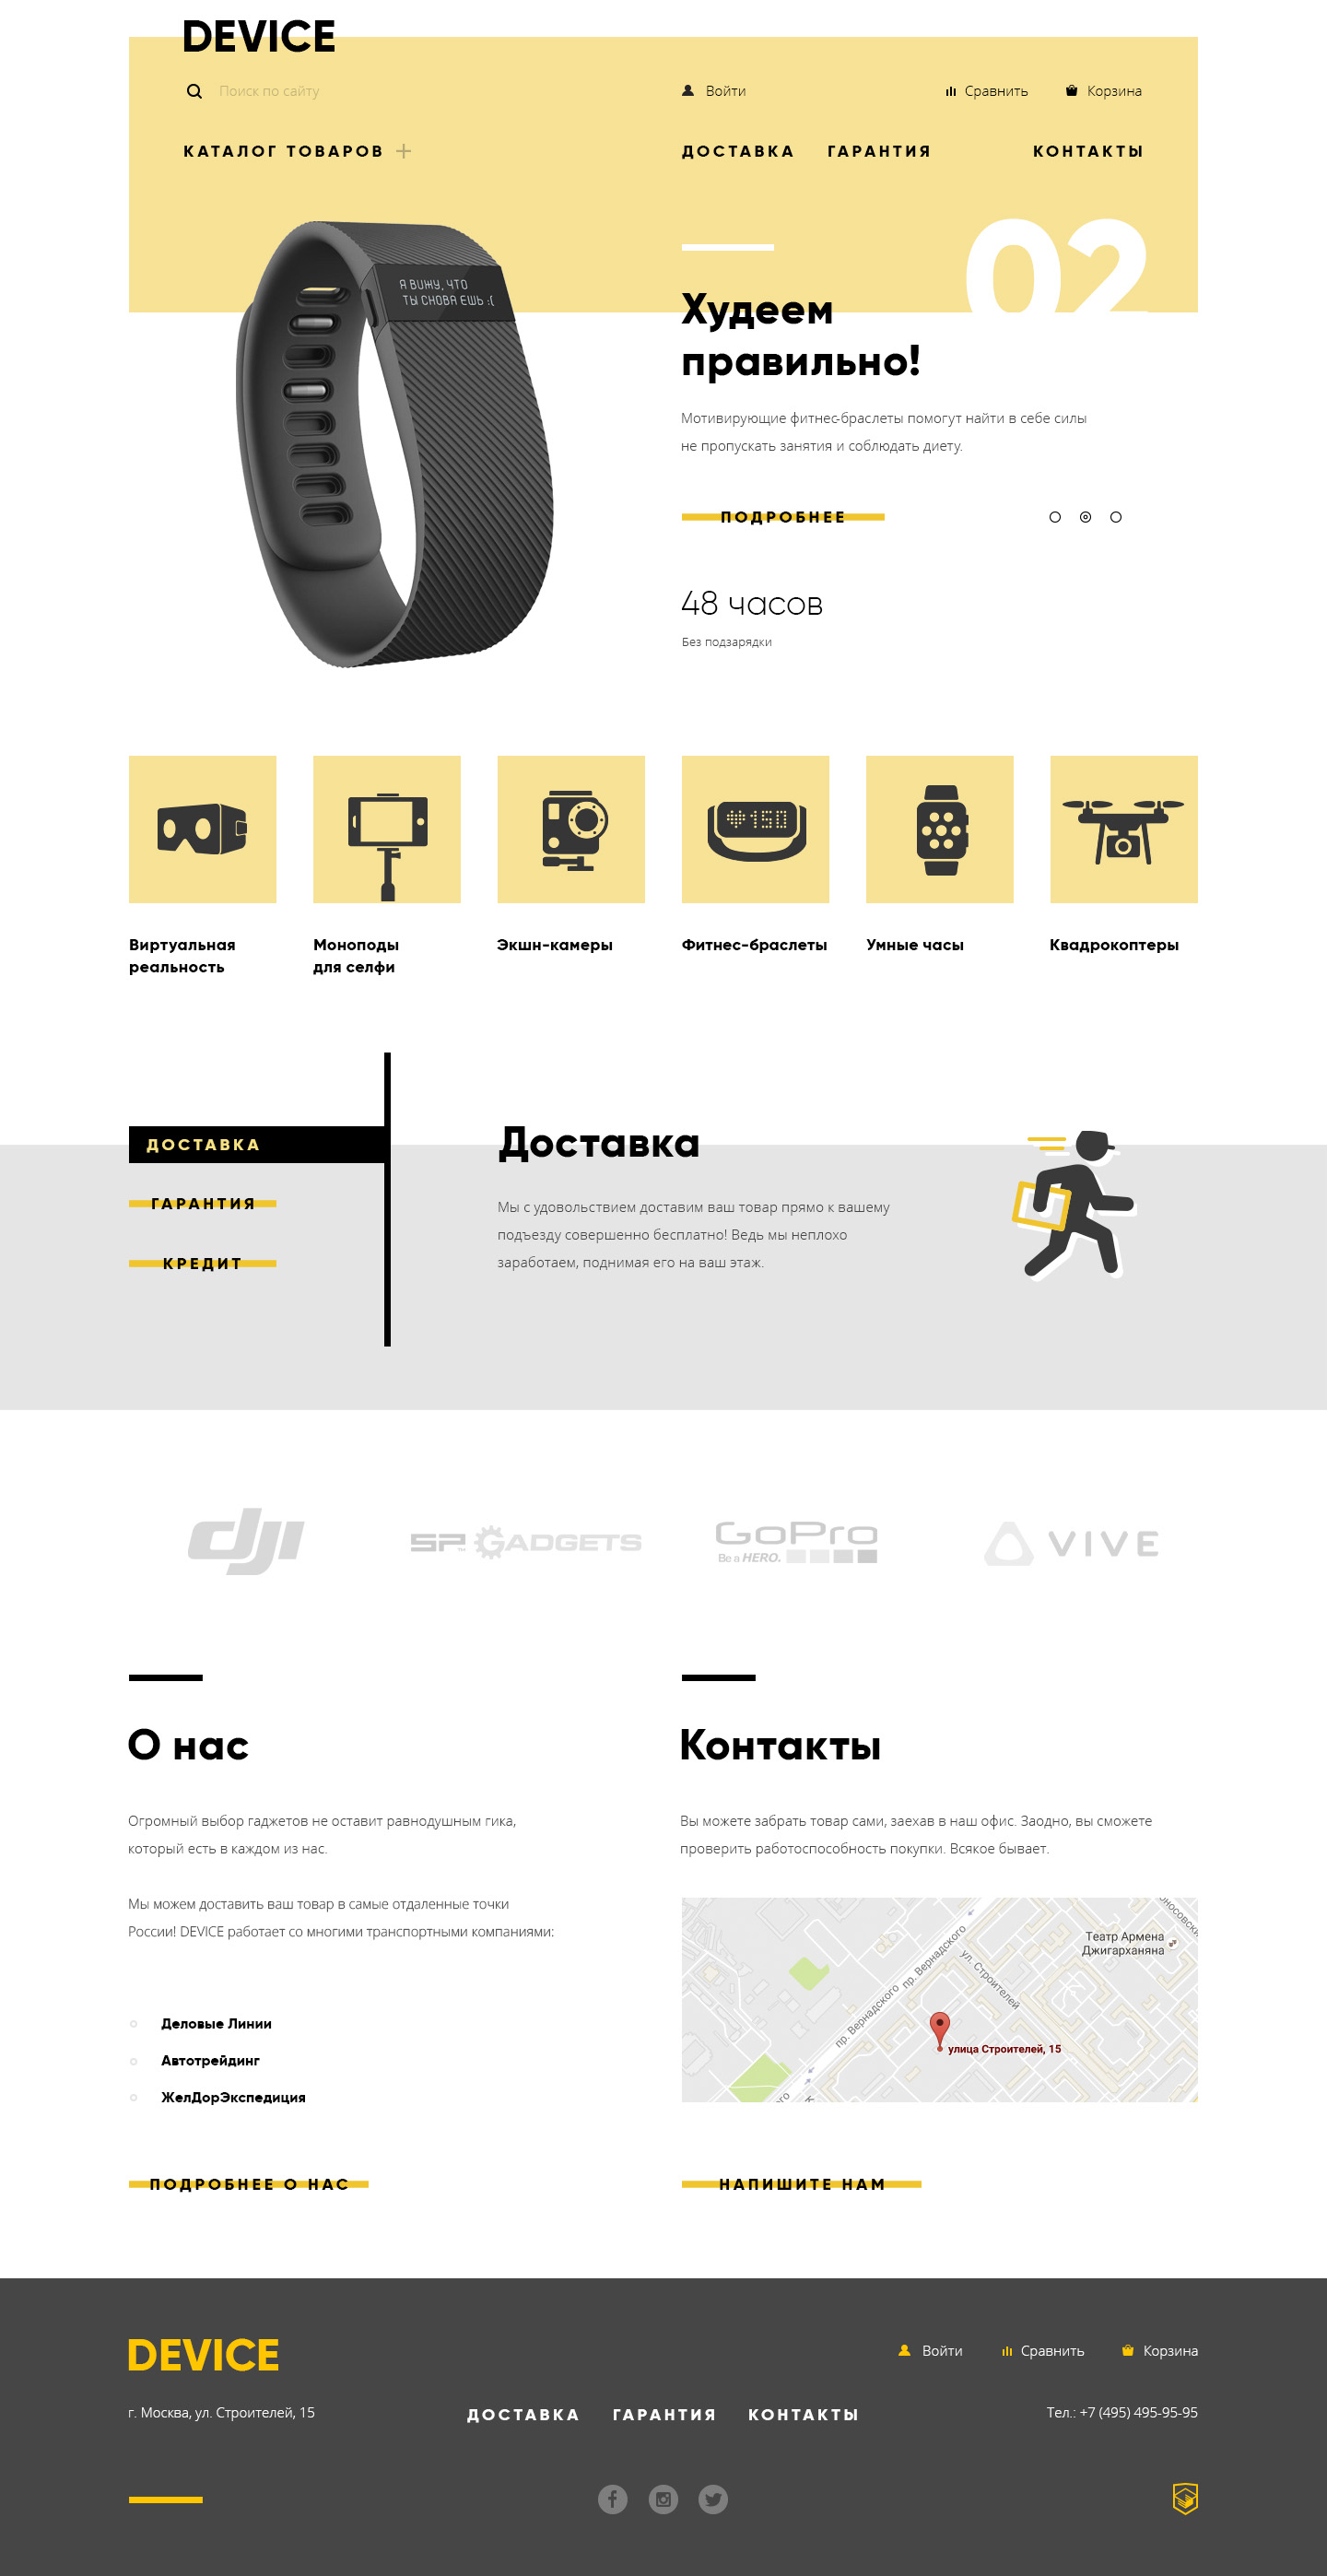 DEVICE
Поиск по сайту
Войти
Сравнить
Корзина
КАТАЛОГ ТОВАРОВ
ДОСТАВКА
ГАРАНТИЯ
КОНТАКТЫ
Я ВИЖУ, ЧТО
ТЫ СНОВА ЕШЬ :(
02
Худеем
правильно!
Мотивирующие фитнес-браслеты помогут найти в себе силы
не пропускать занятия и соблюдать диету.
ПОДРОБНЕЕ
48 часов
Без подзарядки
150
Виртуальная
реальность
Моноподы
для селфи
Экшн-камеры
Фитнес-браслеты
Умные часы
Квадрокоптеры
ДОСТАВКА
ГАРАНТИЯ
КРЕДИТ
Доставка
Мы с удовольствием доставим ваш товар прямо к вашему
подъезду совершенно бесплатно! Ведь мы неплохо
заработаем, поднимая его на ваш этаж.
dji
SP GADGETS
GoPro
Be a HERO.
VIVE
О нас
Огромный выбор гаджетов не оставит равнодушным гика,
который есть в каждом из нас.
Мы можем доставить ваш товар в самые отдаленные точки
России! DEVICE работает со многими транспортными компаниями:
Деловые Линии
Автотрейдинг
ЖелДорЭкспедиция
ПОДРОБНЕЕ О НАС
Контакты
Вы можете забрать товар сами, заехав в наш офис. Заодно, вы сможете
проверить работоспособность покупки. Всякое бывает.
Театр Армена
Джигарханяна
пр. Вернадского
ул. Строителей
пр. Вернадского
улица Строителей, 15
НАПИШИТЕ НАМ
DEVICE
Войти
Сравнить
Корзина
г. Москва, ул. Строителей, 15
ДОСТАВКА
ГАРАНТИЯ
КОНТАКТЫ
Тел.: +7 (495) 495-95-95